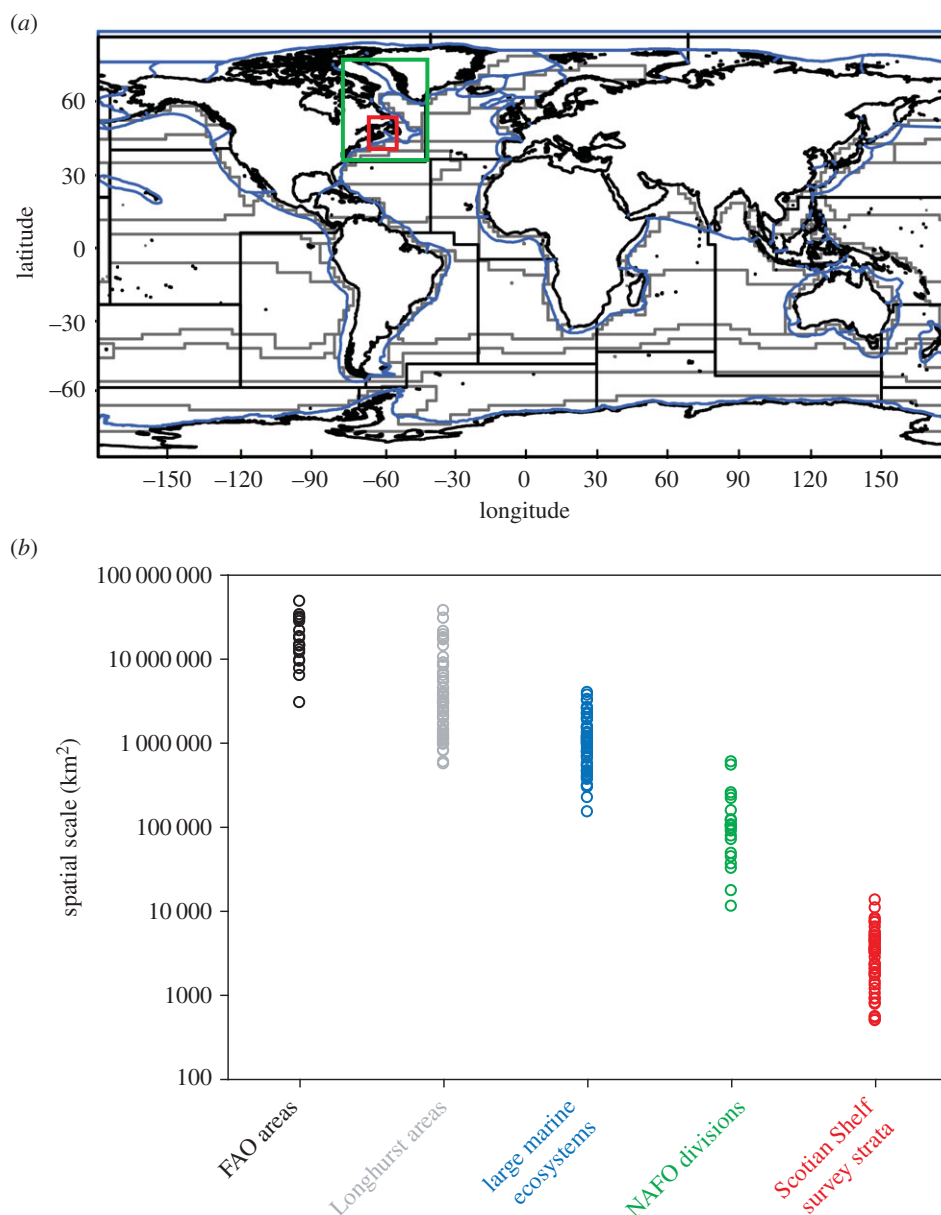 (a)
60
30
0
–30
–60
latitude
–150 –120 –90 –60 –30 0 30 60 90 120 150
longitude
(b)
100 000 000
10 000 000
1 000 000
100 000
10 000
1000
100
spatial scale (km²)
FAO areas
Longhurst areas
large marine
ecosystems
NAFO divisions
Scotian Shelf
survey strata